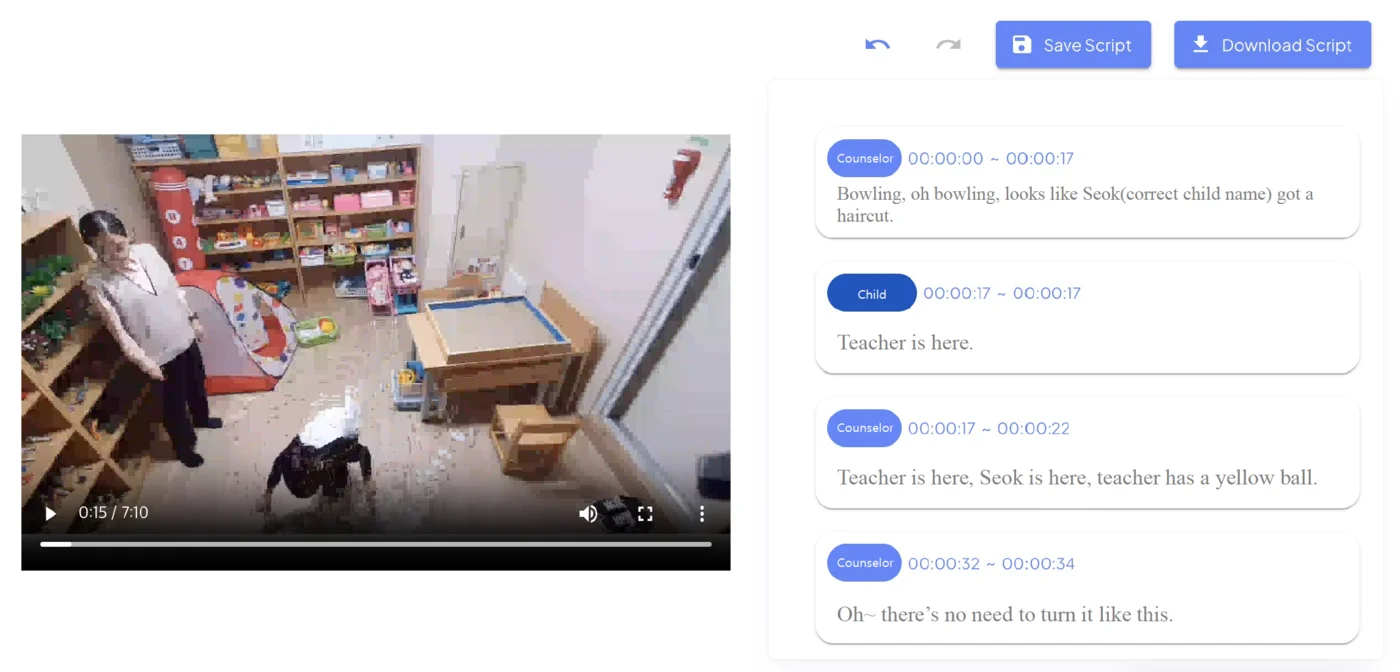 Save Script
Download Script
Counselor 00:00:00 ~ 00:00:17
Bowling, oh bowling, looks like Seok(correct child name) got a
haircut.
Child 00:00:17 ~ 00:00:17
Teacher is here.
Counselor 00:00:17 ~ 00:00:22
Teacher is here, Seok is here, teacher has a yellow ball.
0:15 / 7:10
Counselor 00:00:32 ~ 00:00:34
Oh~ there’s no need to turn it like this.